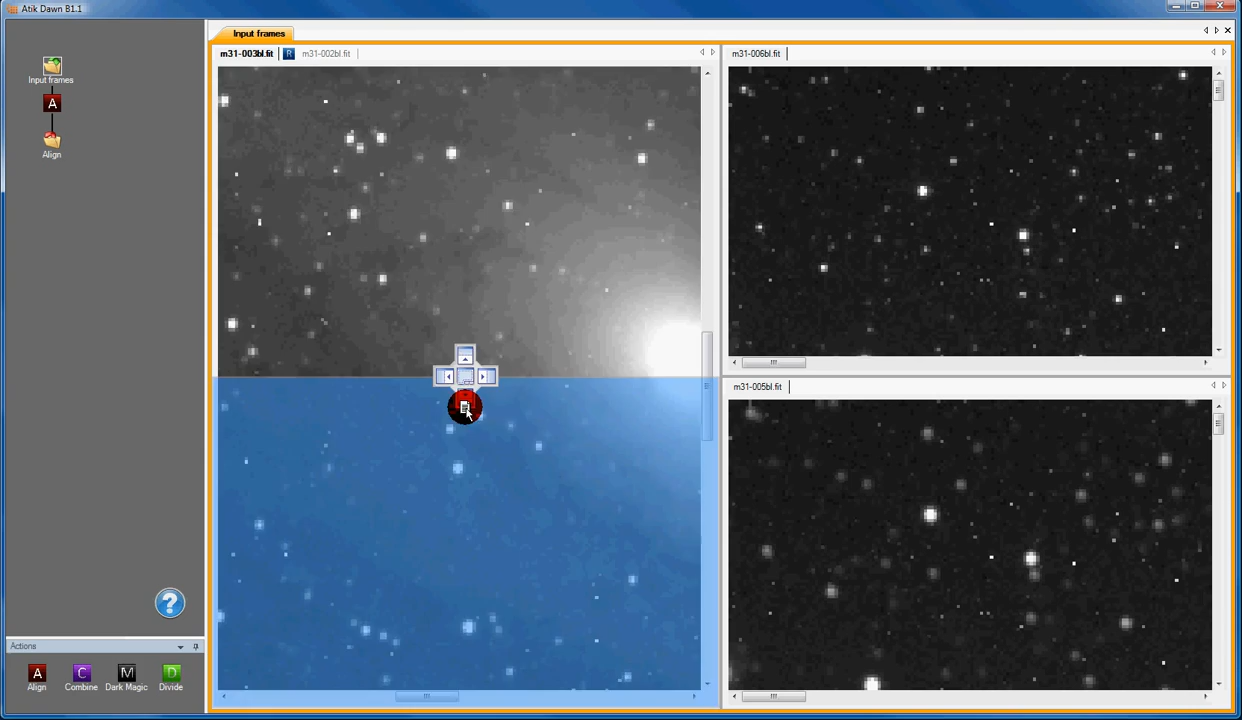 Atik Dawn B1.1
Input frames
m31-003bl.fit
R
m31-002bl.fit
m31-006bl.fit
Input frames
A
Align
m31-005bl.fit
?
Actions
A
C
M
D
Align
Combine
Dark Magic
Divide